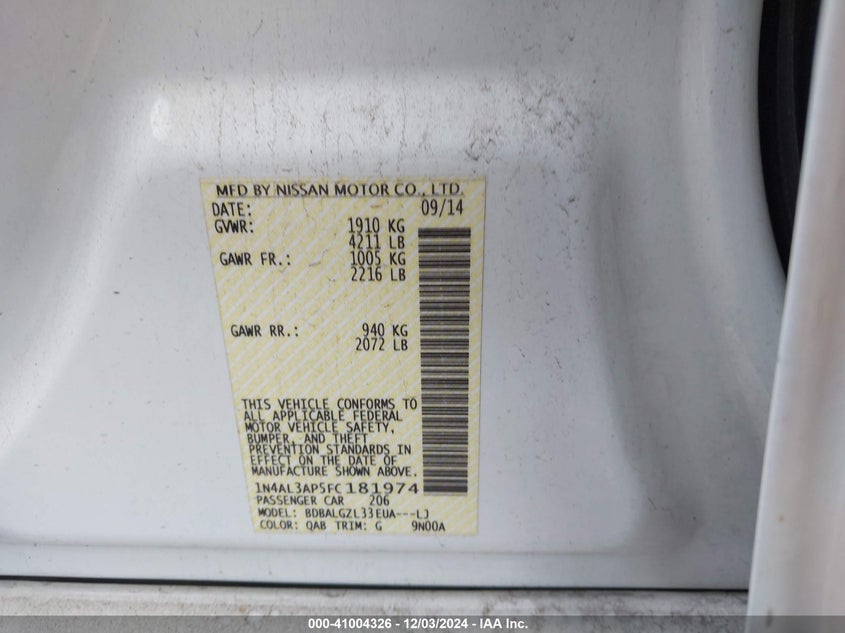 MFD BY NISSAN MOTOR CO., LTD.
DATE: 09/14
GVWR: 1910 KG
4211 LB
GAWR FR.: 1005 KG
2216 LB
GAWR RR.: 940 KG
2072 LB
THIS VEHICLE CONFORMS TO
ALL APPLICABLE FEDERAL
MOTOR VEHICLE SAFETY,
BUMPER, AND THEFT
PREVENTION STANDARDS IN
EFFECT ON THE DATE OF
MANUFACTURE SHOWN ABOVE.
1N4AL3AP5FC181974
PASSENGER CAR 206
MODEL: BDBALGZL33EUA---LJ
COLOR: QAB TRIM: G 9N00A
000-41004326 - 12/03/2024 - IAA Inc.